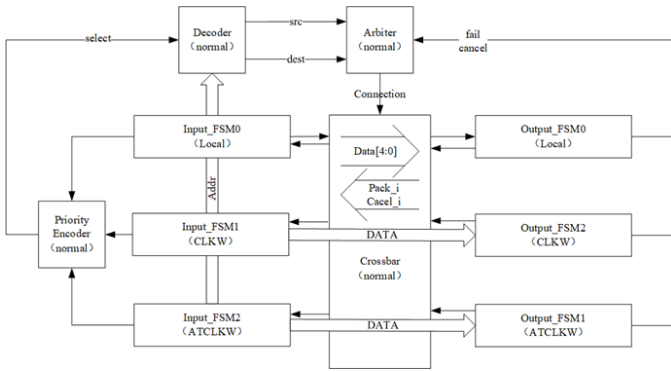 select
Decoder
(normal)
src
dest
Arbiter
(normal)
fail
cancel
Connection
Input_FSM0
(Local)
Data[4:0]
Output_FSM0
(Local)
Addr
Pack_i
Cacel_i
Priority
Encoder
(normal)
Input_FSM1
(CLKW)
DATA
Output_FSM2
(CLKW)
Crossbar
(normal)
Input_FSM2
(ATCLKW)
DATA
Output_FSM1
(ATCLKW)